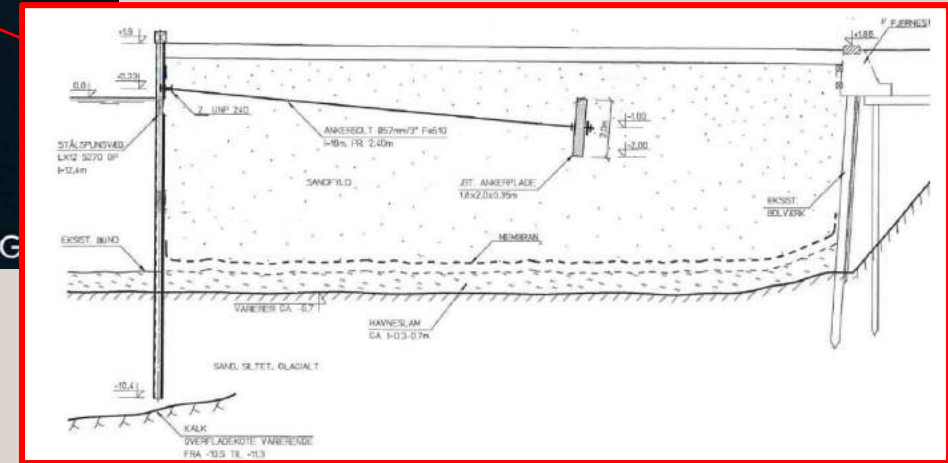 +1.9
-0.33
0.0
2 UNP 240
STÅLSPUNSVÆG
LX12 S270 GP
l=12,4m
ANKERBOLT Ø57mm/3" Fe510
l=18m, PR. 2,40m
SANDFYLD
JBT. ANKERPLADE
1,8x2,0x0,35m
2,0m
-1.00
-2.00
+1.88
EKSIST.
BOLVÆRK
EKSIST. BUND
MEMBRAN
VARIERER CA. -6,7
HAVNESLAM
CA. t=0,3-0,7m
SAND, SILTET, GLACIALT
-10,4
KALK
OVERFLADEKOTE VARIERENDE
FRA -10,5 TIL -11,3